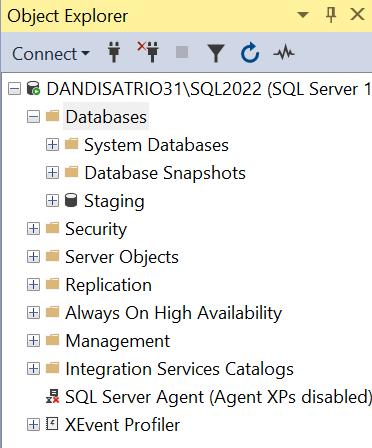 Object Explorer
Connect
DANDISATRIO31\SQL2022 (SQL Server 1
Databases
System Databases
Database Snapshots
Staging
Security
Server Objects
Replication
Always On High Availability
Management
Integration Services Catalogs
SQL Server Agent (Agent XPs disabled)
XEvent Profiler